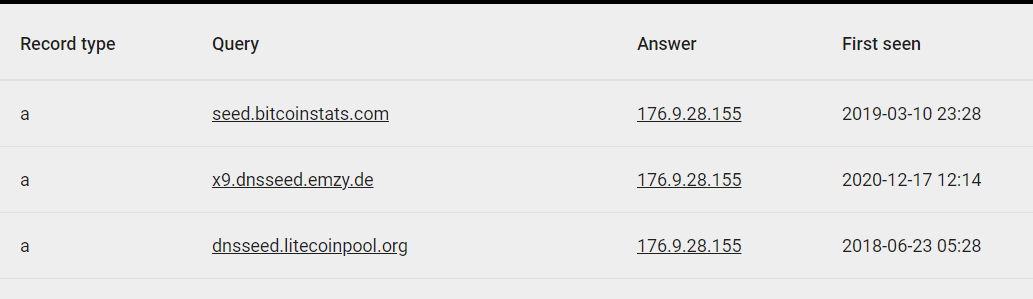 Record type Query Answer First seen
a seed.bitcoinstats.com 176.9.28.155 2019-03-10 23:28
a x9.dnsseed.emzy.de 176.9.28.155 2020-12-17 12:14
a dnsseed.litecoinpool.org 176.9.28.155 2018-06-23 05:28